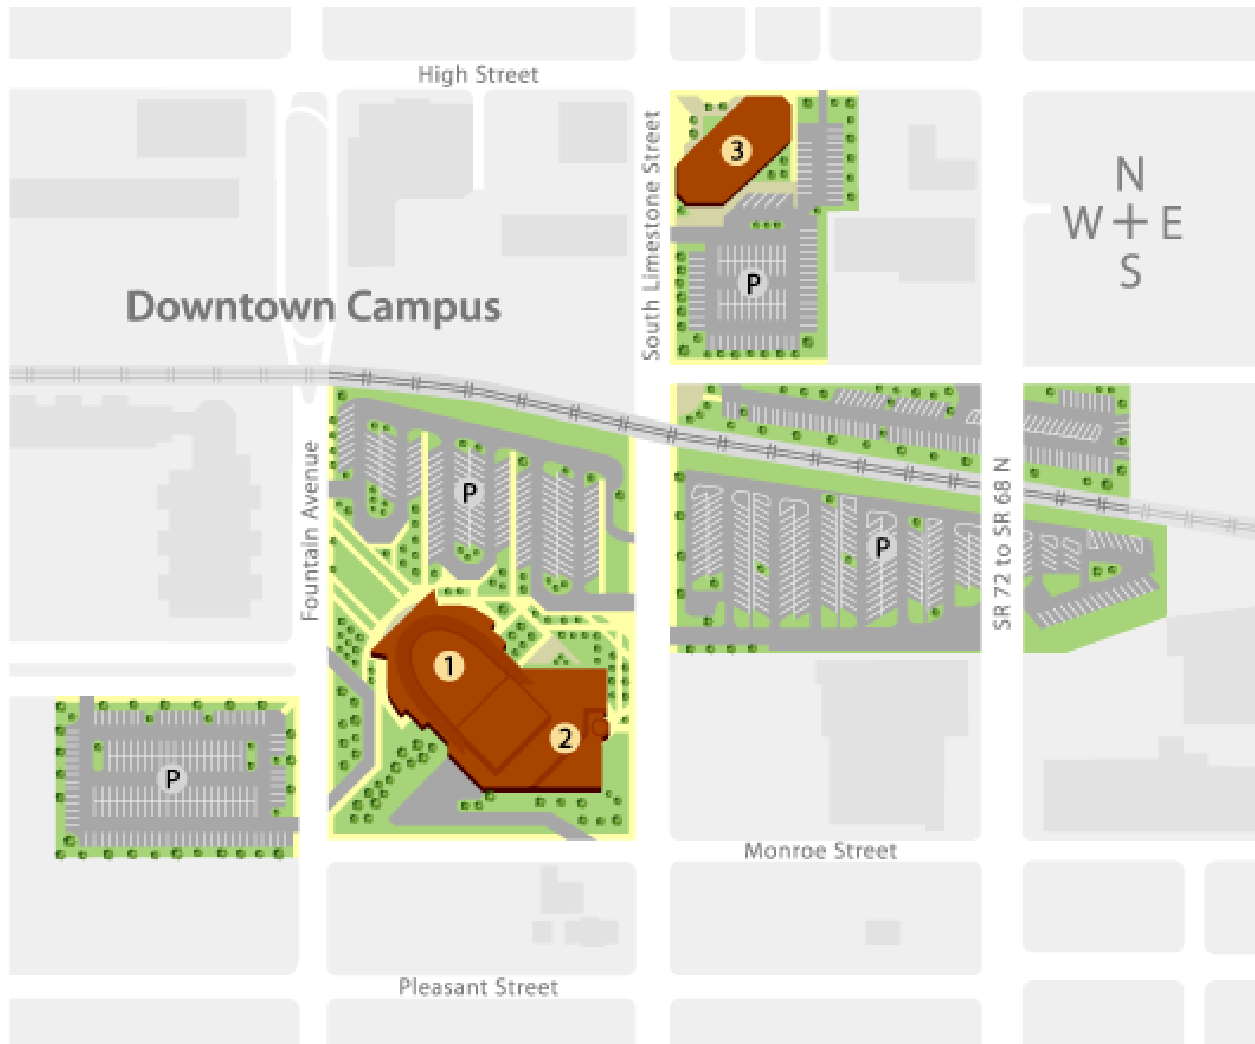 High Street
South Limestone Street
3
N
W E
S
P
Downtown Campus
Fountain Avenue
P
P
SR 72 to SR 68 N
1
2
P
Monroe Street
Pleasant Street